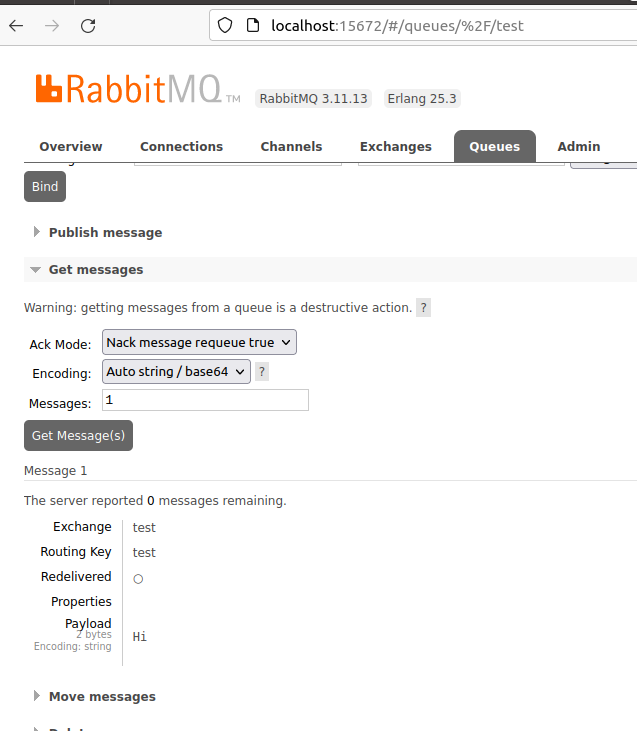 localhost:15672/#/queues/%2F/test
RabbitMQ TM RabbitMQ 3.11.13 Erlang 25.3
Overview Connections Channels Exchanges Queues Admin
Bind
Publish message
Get messages
Warning: getting messages from a queue is a destructive action. ?
Ack Mode: Nack message requeue true
Encoding: Auto string / base64 ?
Messages: 1
Get Message(s)
Message 1
The server reported 0 messages remaining.
Exchange test
Routing Key test
Redelivered ○
Properties
Payload
2 bytes
Encoding: string
Hi
Move messages